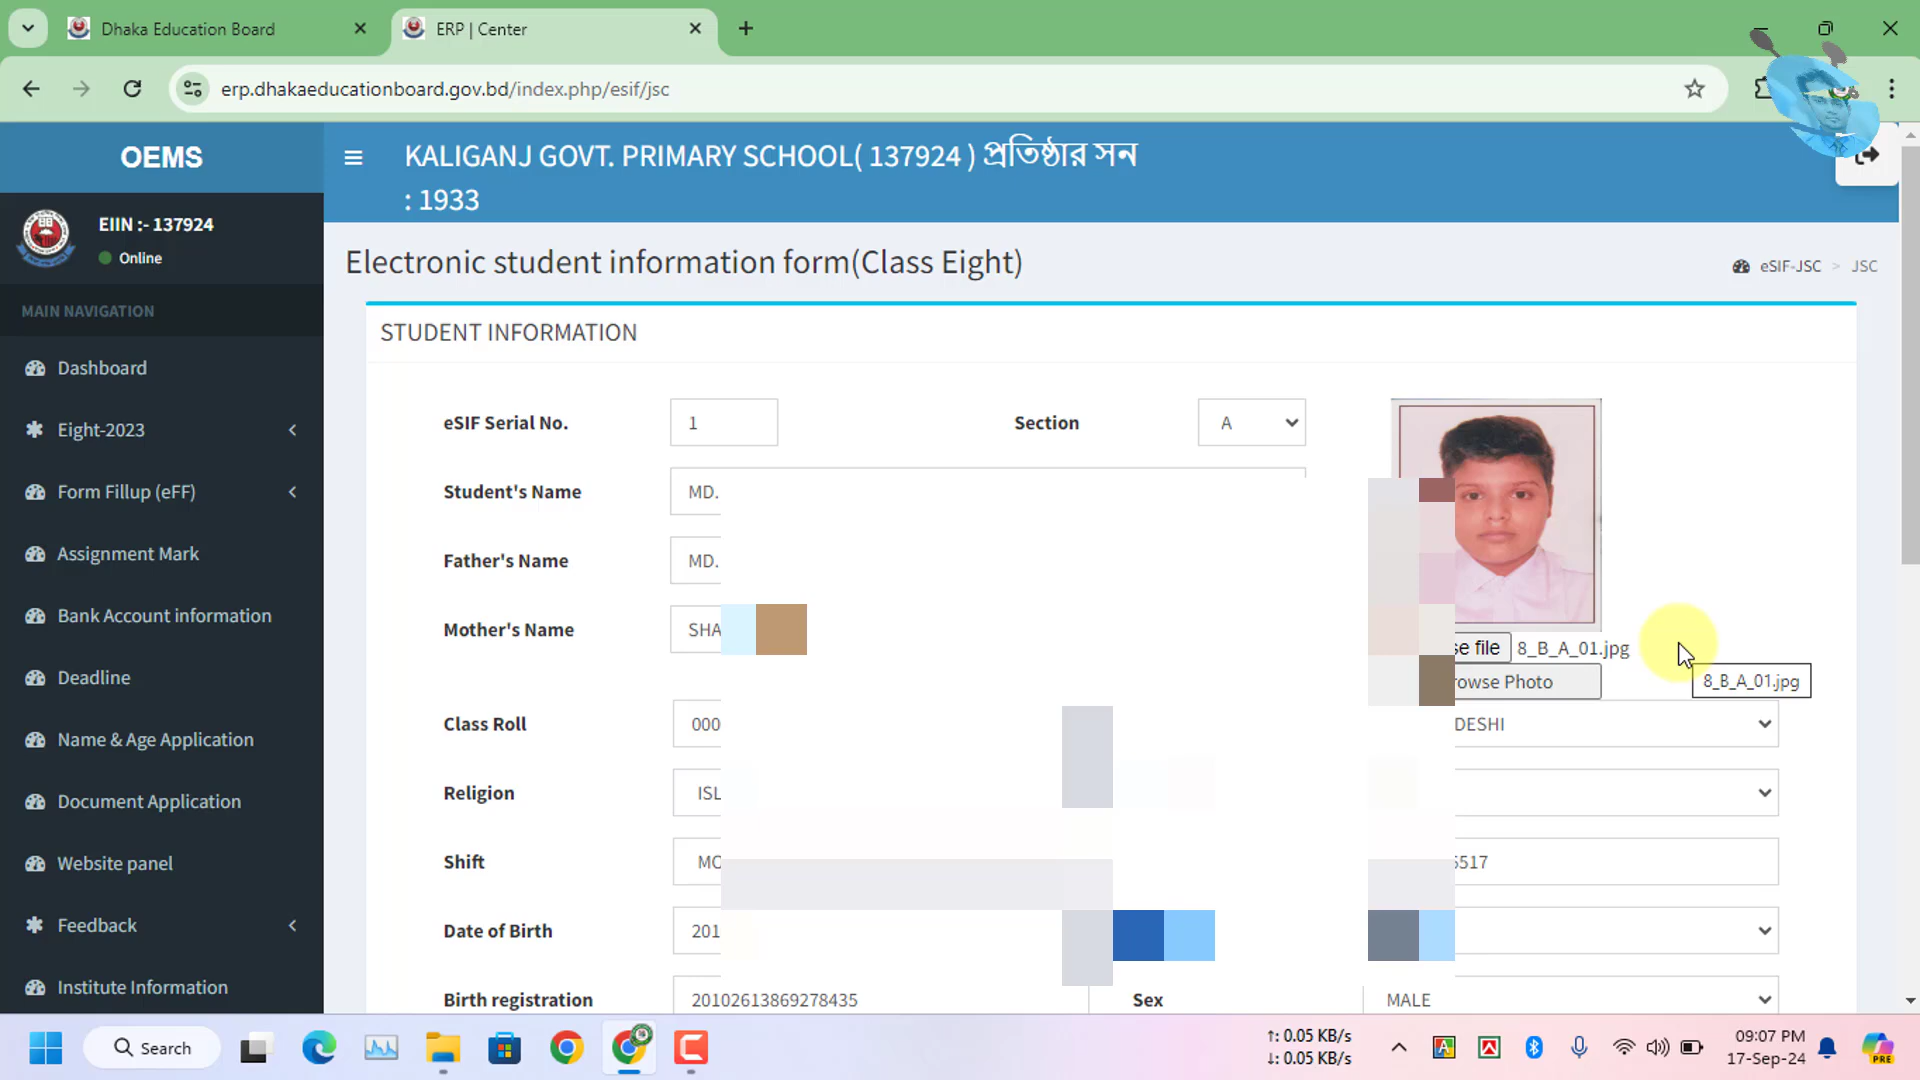 Dhaka Education Board
ERP | Center
erp.dhakaeducationboard.gov.bd/index.php/esif/jsc
OEMS
KALIGANJ GOVT. PRIMARY SCHOOL( 137924 ) প্রতিষ্ঠার সন
: 1933
EIIN :- 137924
Online
Electronic student information form(Class Eight)
eSIF-JSC > JSC
MAIN NAVIGATION
STUDENT INFORMATION
Dashboard
Eight-2023
Form Fillup (eFF)
Assignment Mark
Bank Account information
Deadline
Name & Age Application
Document Application
Website panel
Feedback
Institute Information
eSIF Serial No. 1 Section A
Student's Name MD.
Father's Name MD.
Mother's Name SHA
se file 8_B_A_01.jpg
rowse Photo 8_B_A_01.jpg
Class Roll 000 DESHI
Religion ISL
Shift MO 5517
Date of Birth 201
Birth registration 20102613869278435 Sex MALE
Search
↑: 0.05 KB/s
↓: 0.05 KB/s
09:07 PM
17-Sep-24
PRE